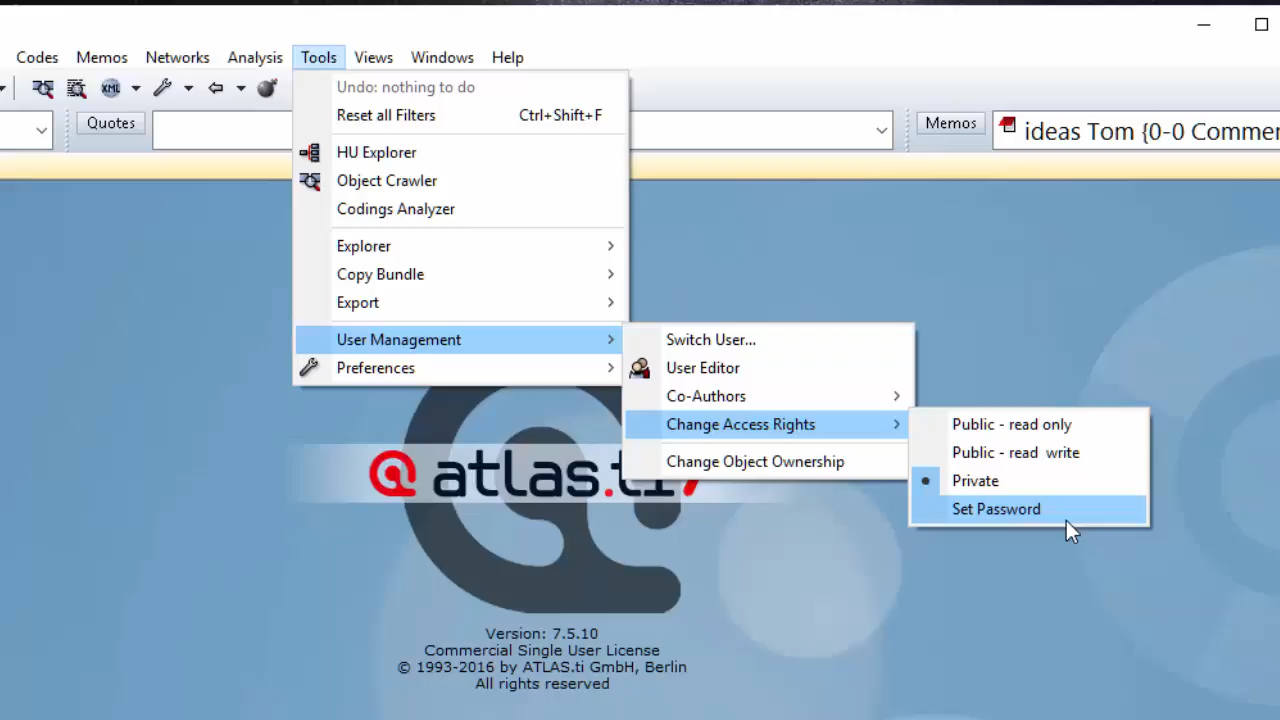 Codes Memos Networks Analysis Tools Views Windows Help
XML
Quotes
Memos
ideas Tom {0-0 Commen
Undo: nothing to do
Reset all Filters Ctrl+Shift+F
HU Explorer
Object Crawler
Codings Analyzer
Explorer
Copy Bundle
Export
User Management
Preferences
Switch User...
User Editor
Co-Authors
Change Access Rights
Change Object Ownership
Public - read only
Public - read write
Private
Set Password
atlas.ti 7
Version: 7.5.10
Commercial Single User License
© 1993-2016 by ATLAS.ti GmbH, Berlin
All rights reserved